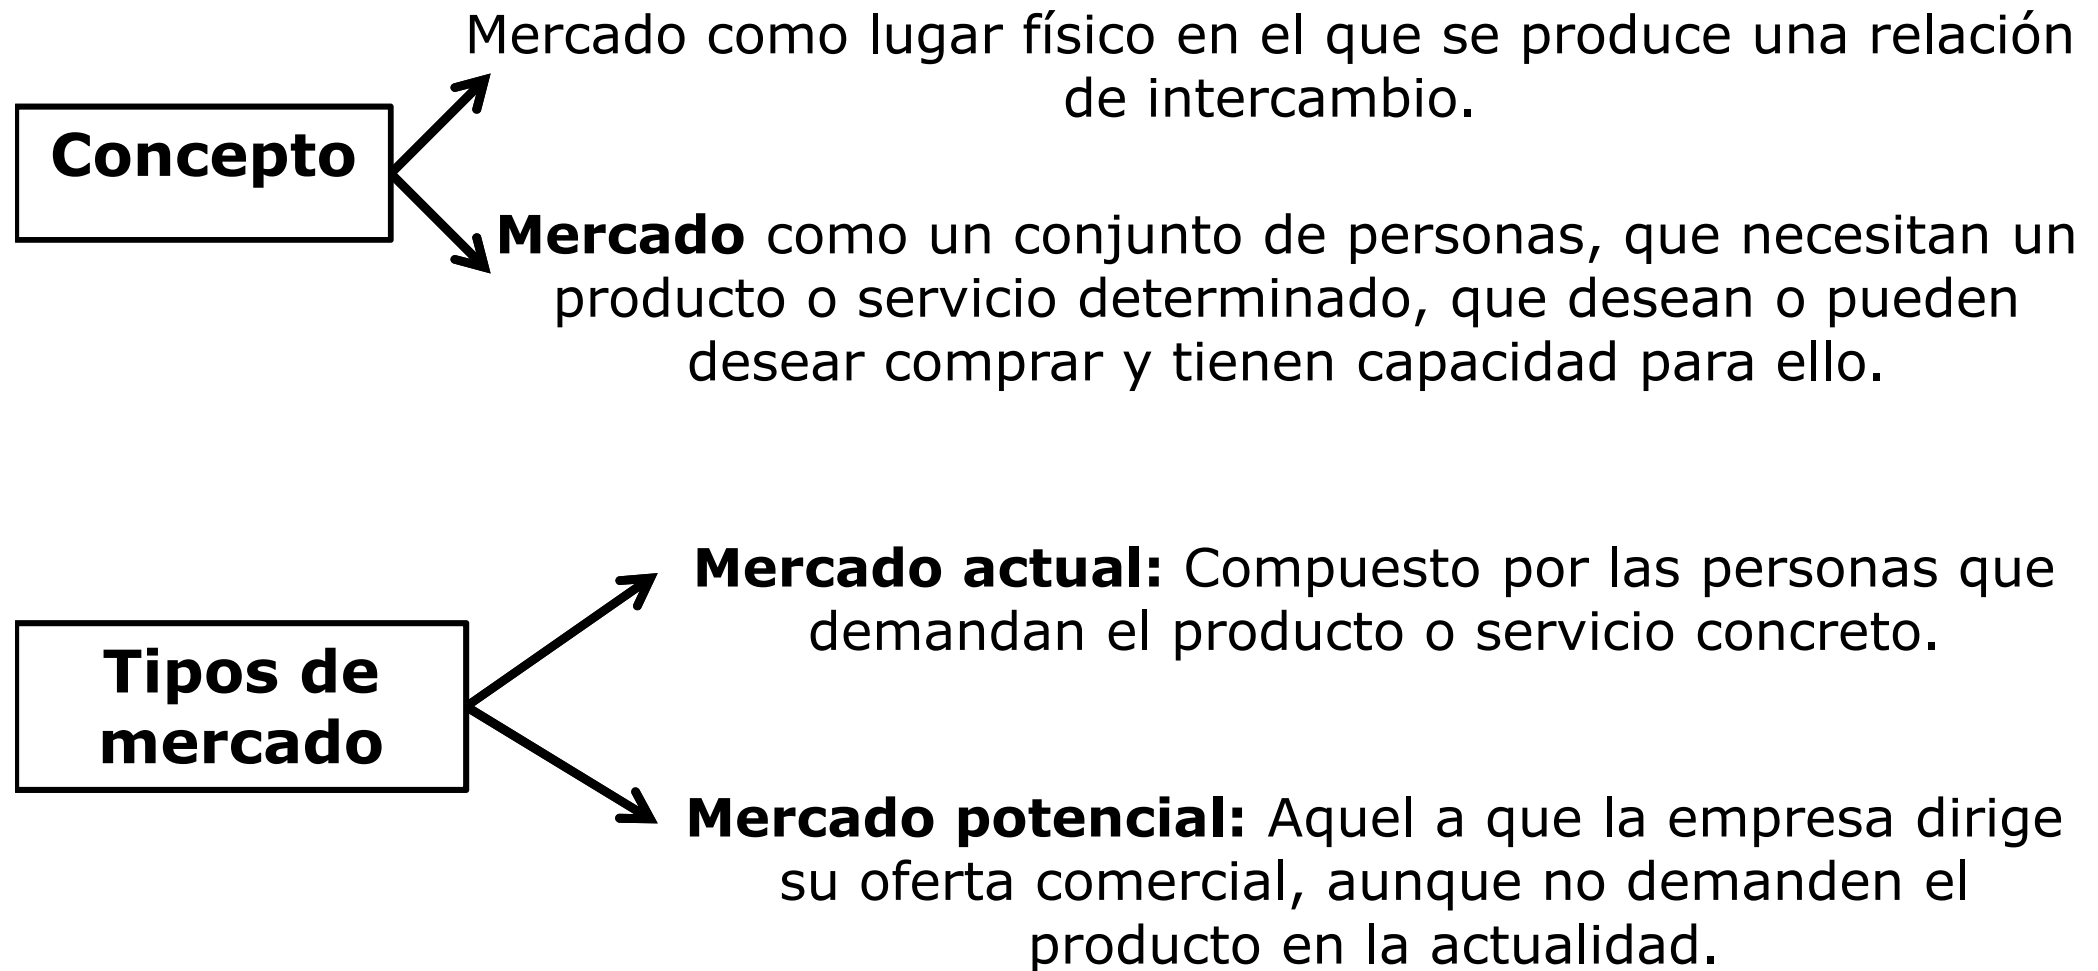 Concepto
Mercado como lugar físico en el que se produce una relación
de intercambio.
Mercado como un conjunto de personas, que necesitan un
producto o servicio determinado, que desean o pueden
desear comprar y tienen capacidad para ello.
Tipos de
mercado
Mercado actual: Compuesto por las personas que
demandan el producto o servicio concreto.
Mercado potencial: Aquel a que la empresa dirige
su oferta comercial, aunque no demanden el
producto en la actualidad.